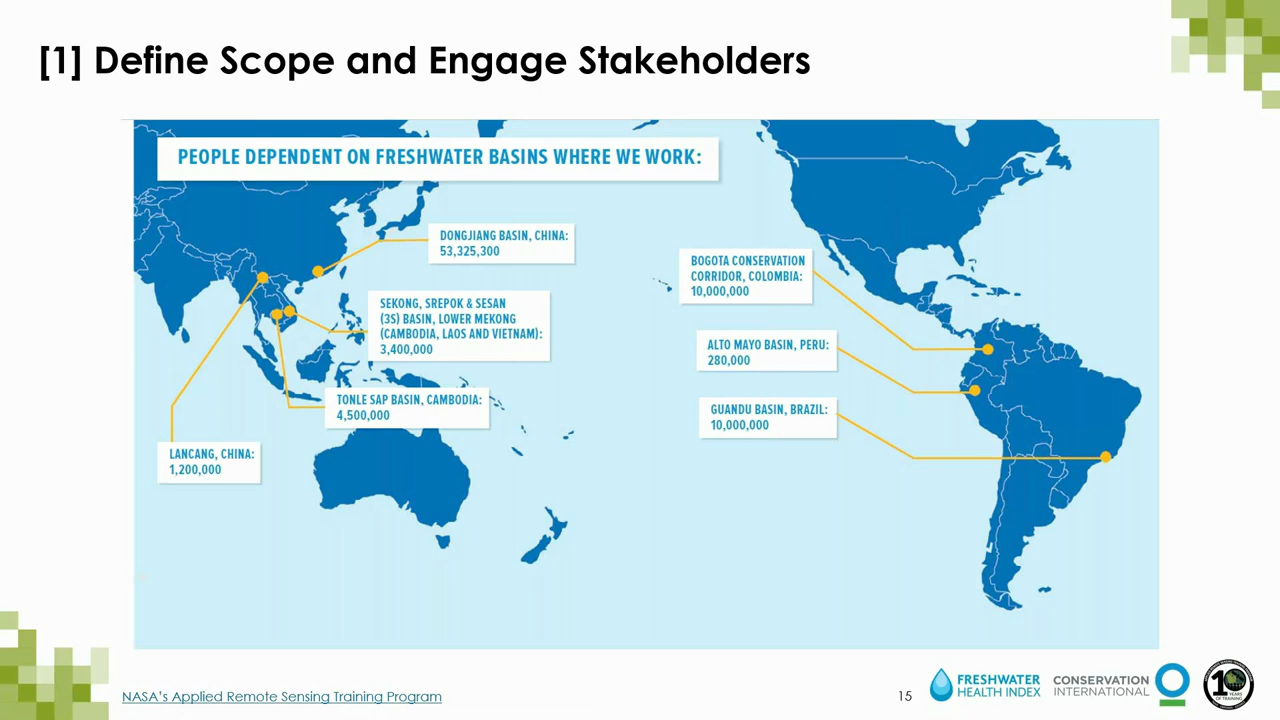 [1] Define Scope and Engage Stakeholders
PEOPLE DEPENDENT ON FRESHWATER BASINS WHERE WE WORK:
DONGJIANG BASIN, CHINA:
53,325,300
SEKONG, SREPOK & SESAN
(3S) BASIN, LOWER MEKONG
(CAMBODIA, LAOS AND VIETNAM):
3,400,000
TONLE SAP BASIN, CAMBODIA:
4,500,000
LANCANG, CHINA:
1,200,000
BOGOTA CONSERVATION
CORRIDOR, COLOMBIA:
10,000,000
ALTO MAYO BASIN, PERU:
280,000
GUANDU BASIN, BRAZIL:
10,000,000
NASA's Applied Remote Sensing Training Program
15
FRESHWATER
HEALTH INDEX
CONSERVATION
INTERNATIONAL
10
YEARS
OF TRAINING